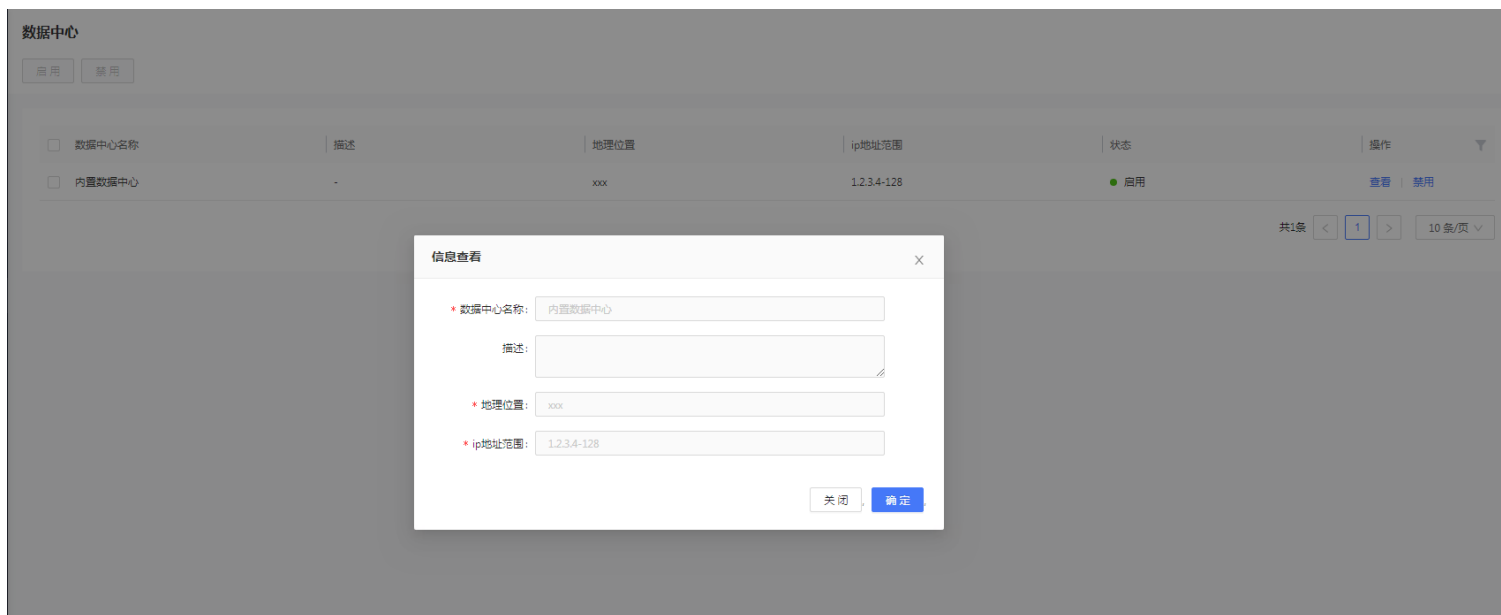 数据中心
启用 禁用
数据中心名称 描述 地理位置 ip地址范围 状态 操作
内置数据中心 - xxx 1.2.3.4-128 启用 查看 禁用
共1条 < 1 > 10 条/页
信息查看
* 数据中心名称: 内置数据中心
描述:
* 地理位置: xxx
* ip地址范围: 1.2.3.4-128
关闭 , 确定 ,